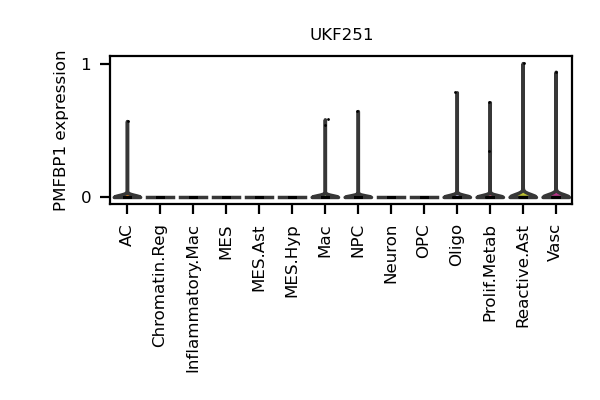 UKF251
PMFBP1 expression
1
0
AC
Chromatin.Reg
Inflammatory.Mac
MES
MES.Ast
MES.Hyp
Mac
NPC
Neuron
OPC
Oligo
Prolif.Metab
Reactive.Ast
Vasc